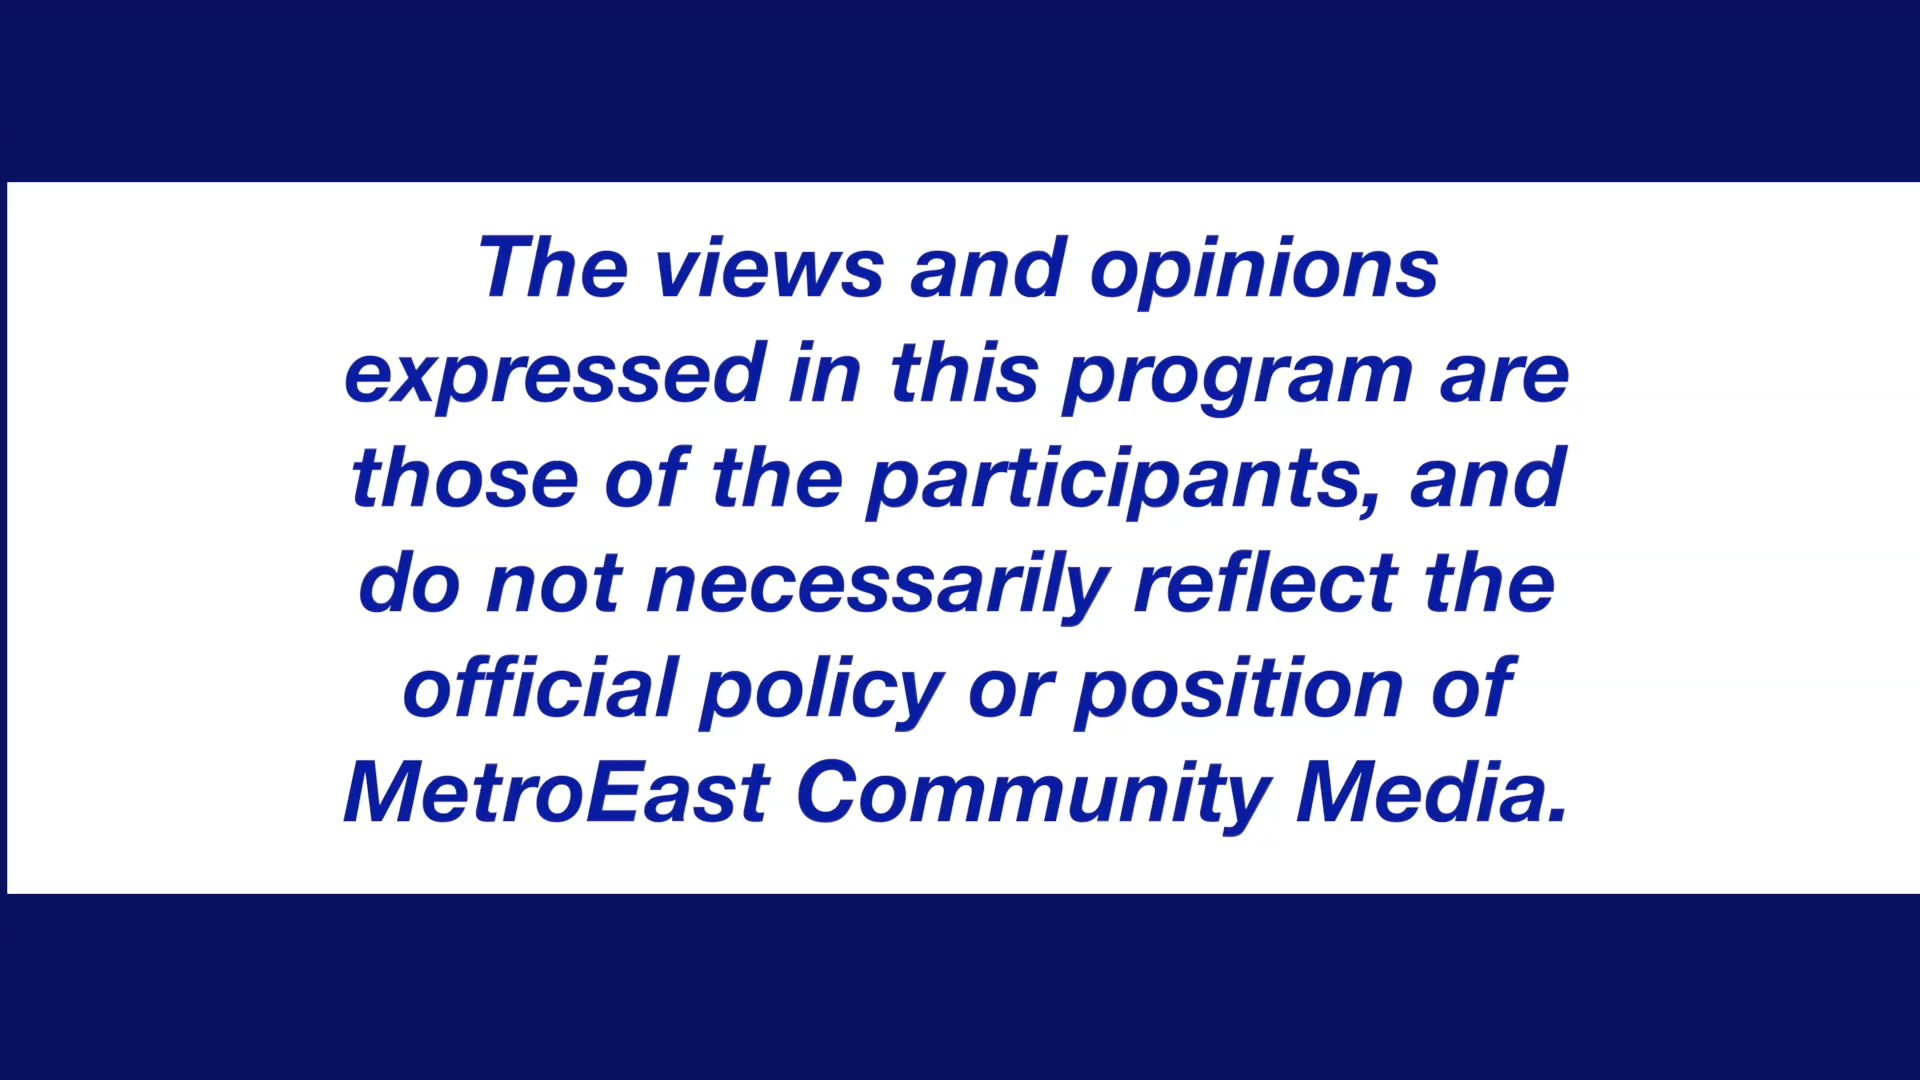 The views and opinions
expressed in this program are
those of the participants, and
do not necessarily reflect the
official policy or position of
MetroEast Community Media.